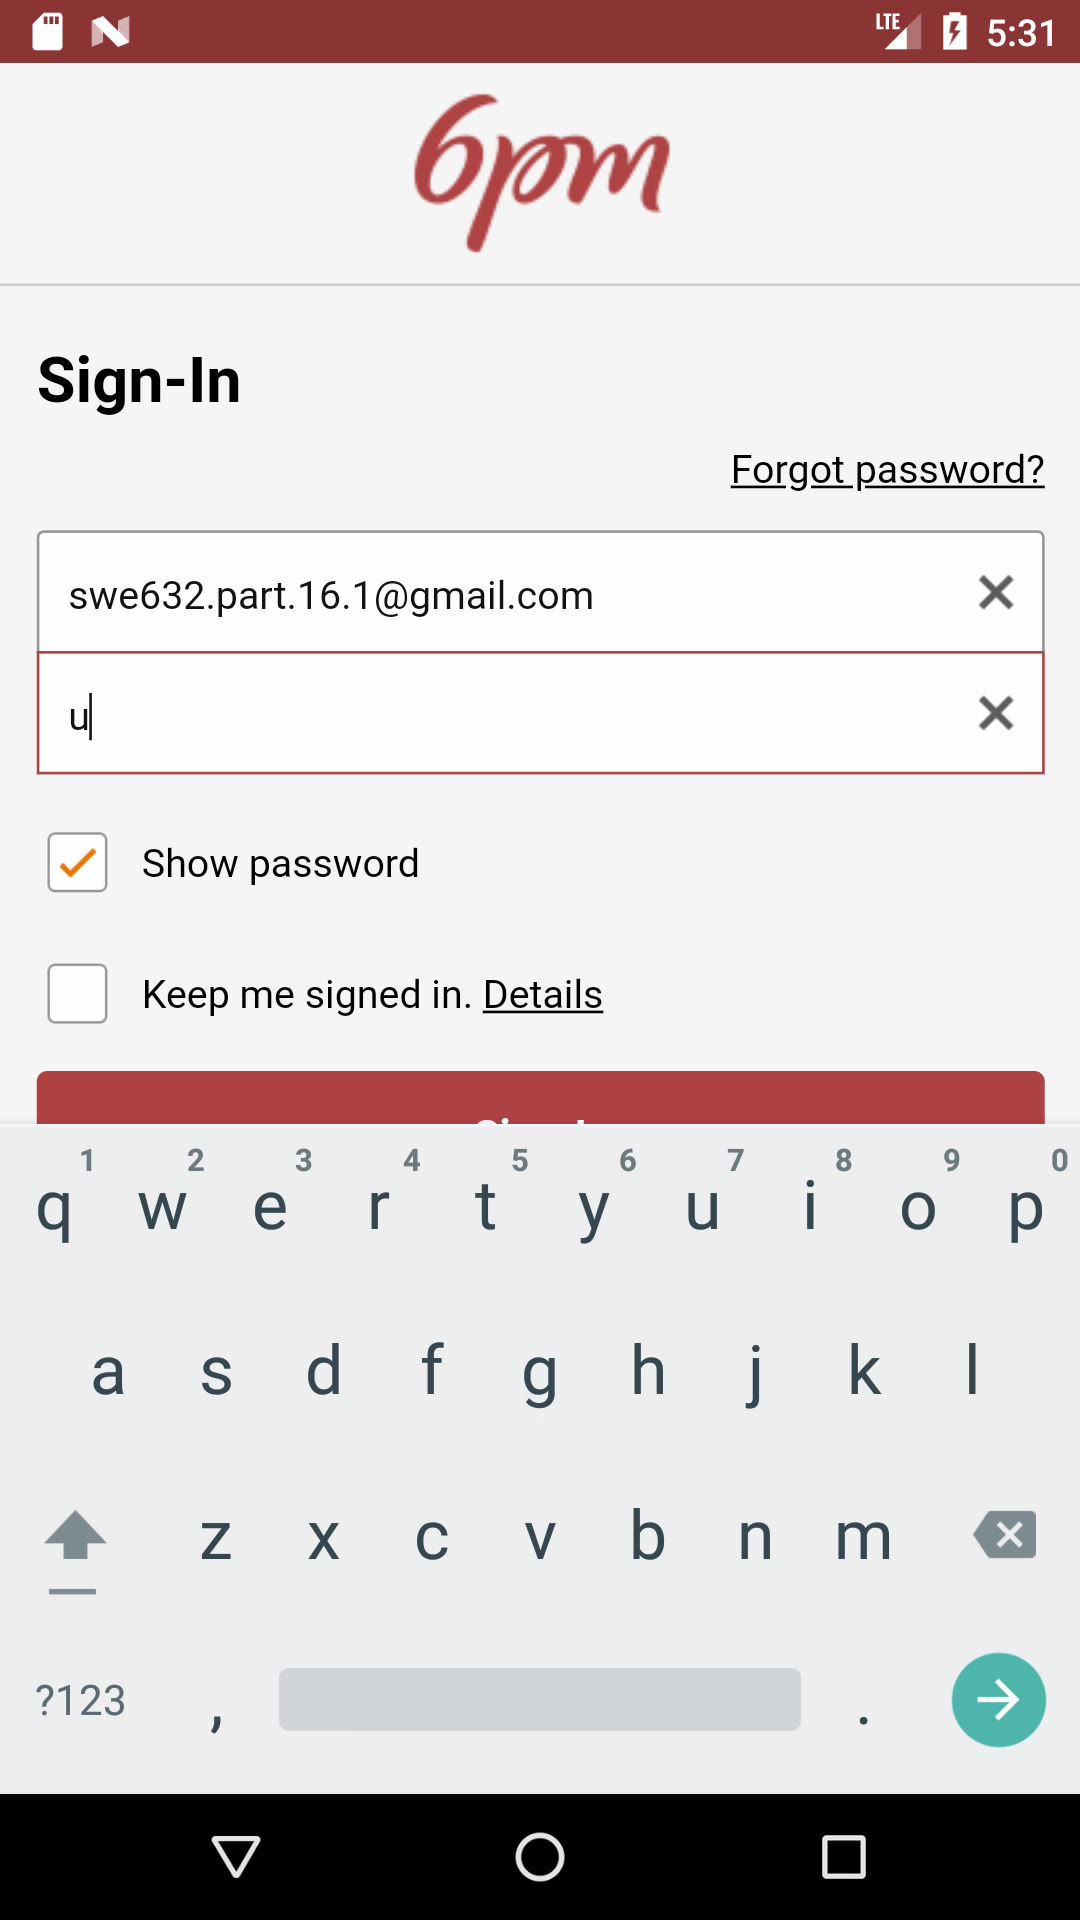 LTE 5:31
6pm
Sign-In
Forgot password?
swe632.part.16.1@gmail.com
u
Show password
Keep me signed in. Details
1 2 3 4 5 6 7 8 9 0
q w e r t y u i o p
a s d f g h j k l
z x c v b n m
?123 , .